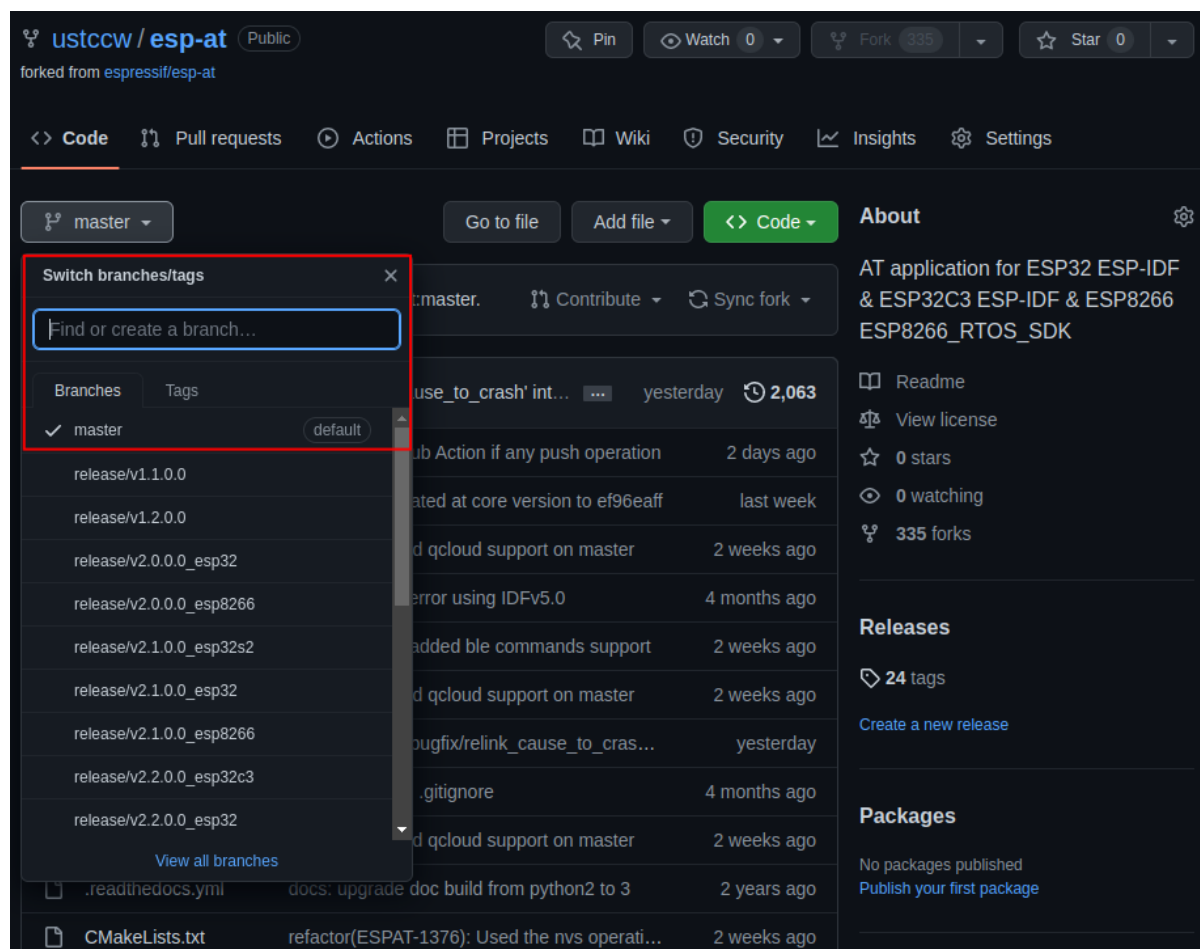 ustccw / esp-at Public
Pin
Watch 0
Fork 335
Star 0
forked from espressif/esp-at
Code
Pull requests
Actions
Projects
Wiki
Security
Insights
Settings
master
Go to file
Add file
Code
Switch branches/tags
Find or create a branch…
Branches
Tags
master default
release/v1.1.0.0
release/v1.2.0.0
release/v2.0.0.0_esp32
release/v2.0.0.0_esp8266
release/v2.1.0.0_esp32s2
release/v2.1.0.0_esp32
release/v2.1.0.0_esp8266
release/v2.2.0.0_esp32c3
release/v2.2.0.0_esp32
View all branches
:master.
Contribute
Sync fork
use_to_crash' int… ... yesterday 2,063
ub Action if any push operation 2 days ago
ated at core version to ef96eaff last week
d qcloud support on master 2 weeks ago
error using IDFv5.0 4 months ago
added ble commands support 2 weeks ago
d qcloud support on master 2 weeks ago
bugfix/relink_cause_to_cras… yesterday
.gitignore 4 months ago
d qcloud support on master 2 weeks ago
.readthedocs.yml docs: upgrade doc build from python2 to 3 2 years ago
CMakeLists.txt refactor(ESPAT-1376): Used the nvs operati… 2 weeks ago
About
AT application for ESP32 ESP-IDF
& ESP32C3 ESP-IDF & ESP8266
ESP8266_RTOS_SDK
Readme
View license
0 stars
0 watching
335 forks
Releases
24 tags
Create a new release
Packages
No packages published
Publish your first package